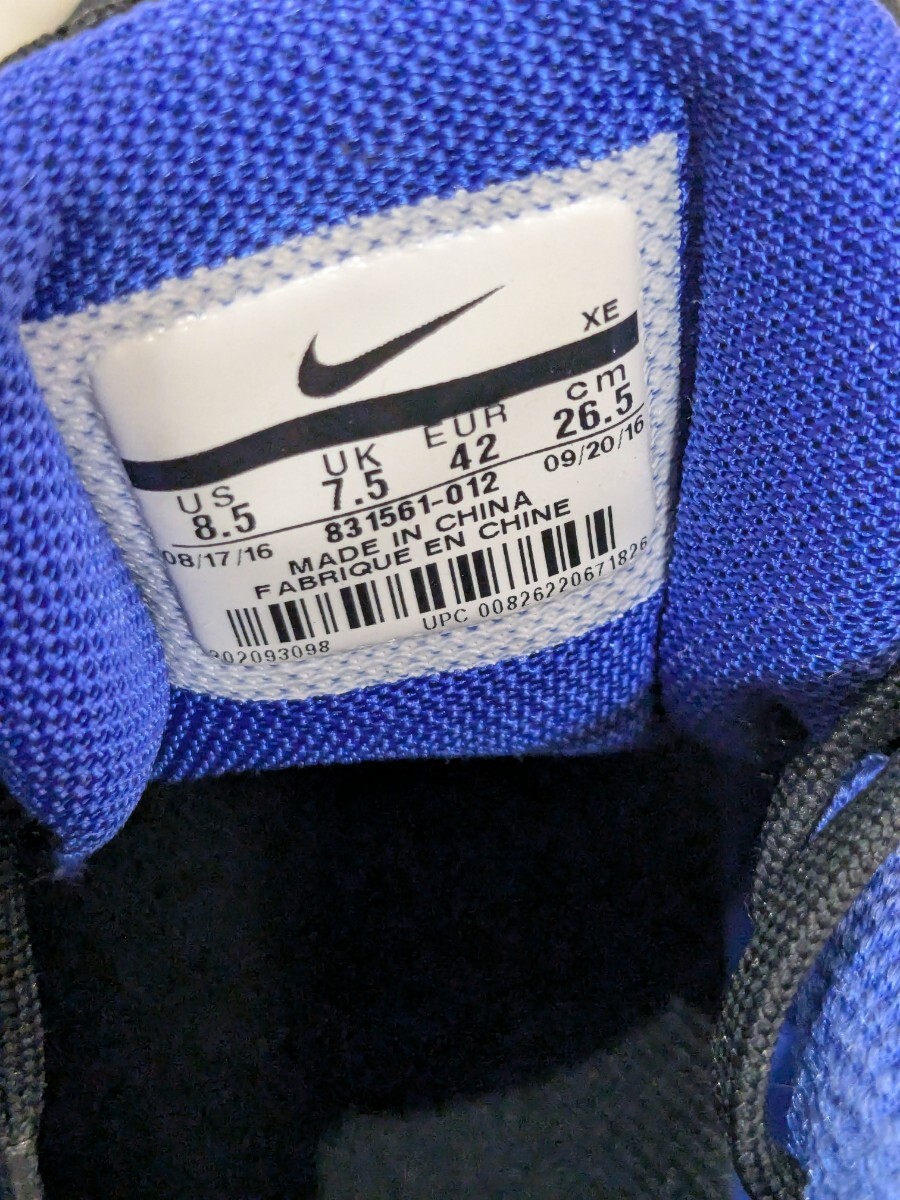 XE
US UK EUR cm
8.5 7.5 42 26.5
08/17/16 831561-012 09/20/16
MADE IN CHINA
FABRIQUE EN CHINE
UPC 00826220671826